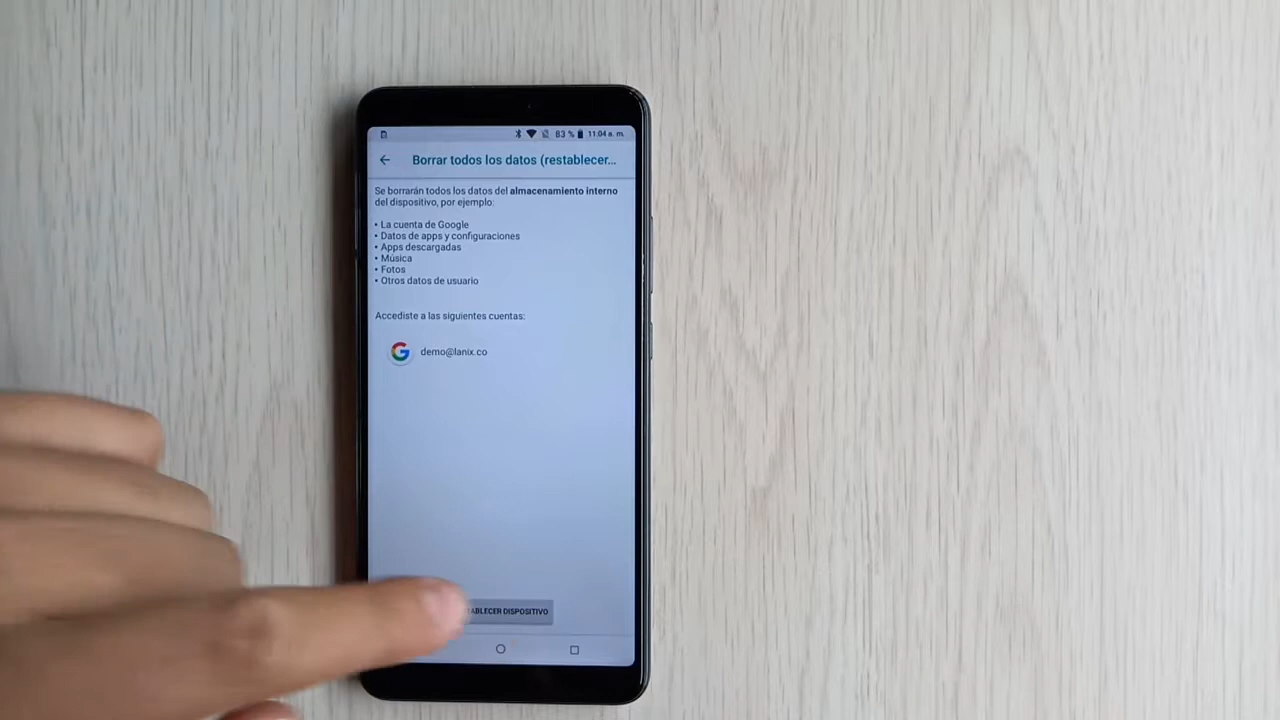 83 % 11:04 a. m.
Borrar todos los datos (restablecer...
Se borrarán todos los datos del almacenamiento interno
del dispositivo, por ejemplo:
• La cuenta de Google
• Datos de apps y configuraciones
• Apps descargadas
• Música
• Fotos
• Otros datos de usuario
Accediste a las siguientes cuentas:
G demo@lanix.co
TABLECER DISPOSITIVO